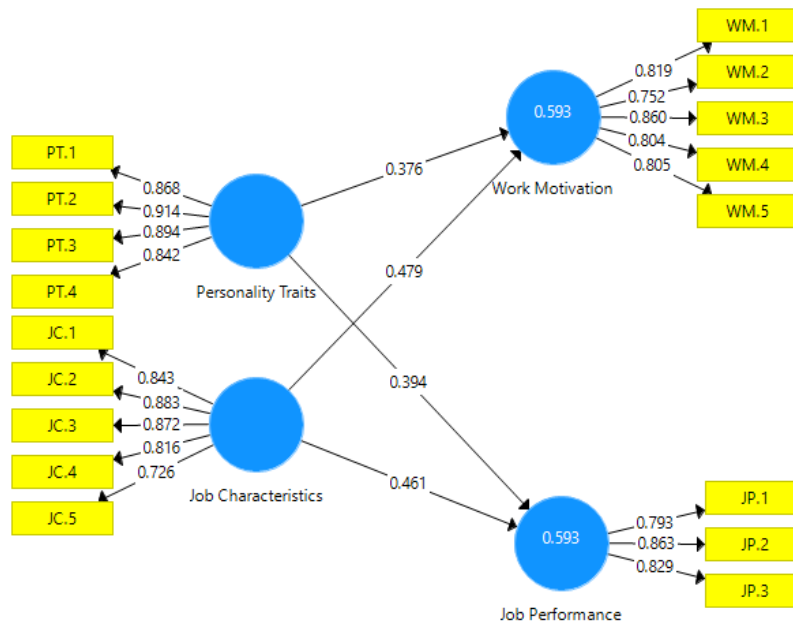 WM.1
0.819
WM.2
0.752
0.593
WM.3
0.860
0.804
WM.4
0.805
Work Motivation
WM.5
PT.1
0.868
PT.2
0.914
PT.3
0.894
0.842
PT.4
Personality Traits
0.376
0.479
JC.1
0.843
JC.2
0.883
JC.3
0.872
0.816
JC.4
0.726
JC.5
Job Characteristics
0.394
0.461
JP.1
0.793
0.593
0.863
JP.2
0.829
JP.3
Job Performance